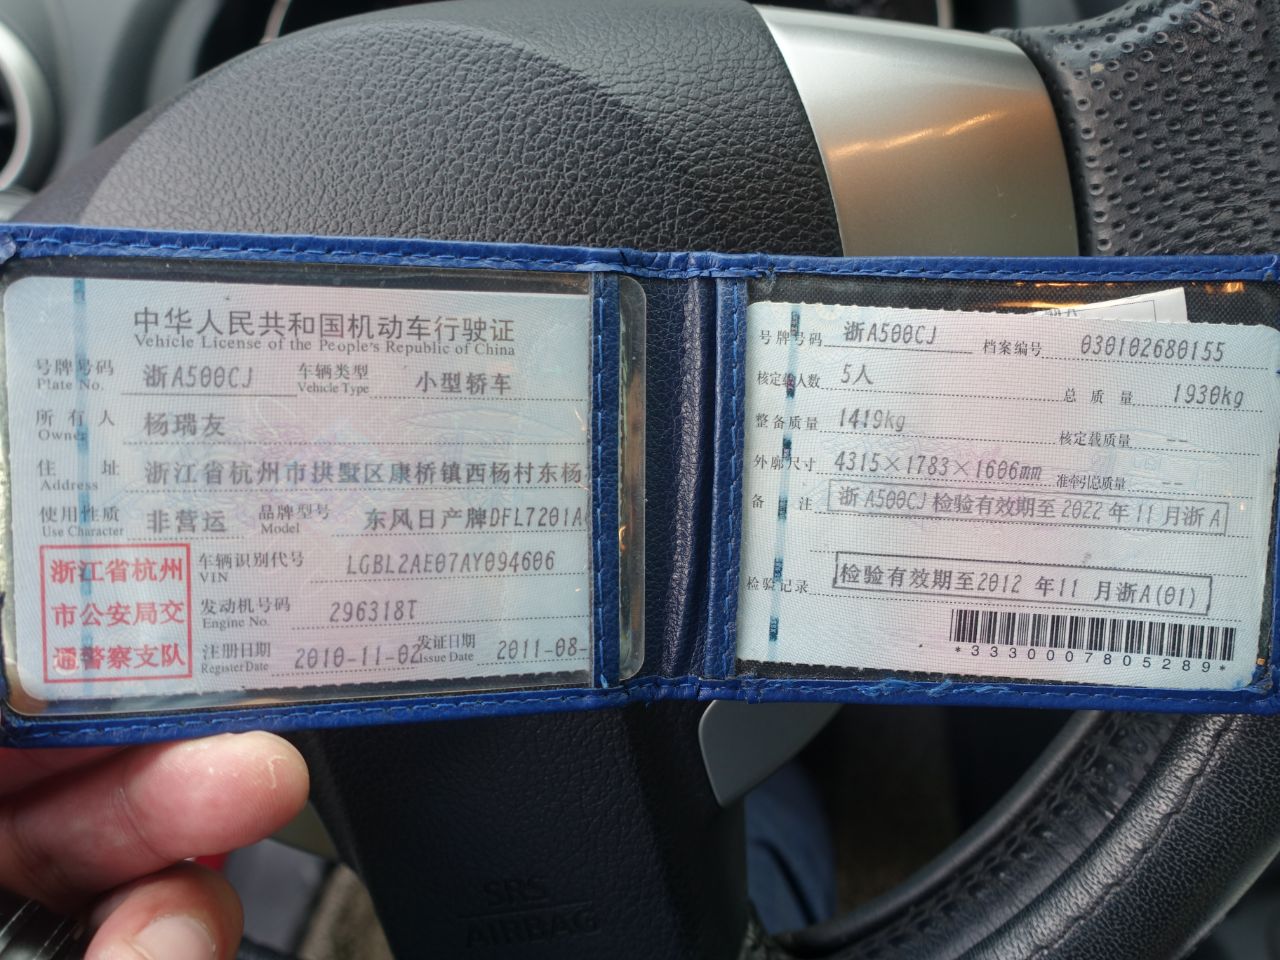 中华人民共和国机动车行驶证
Vehicle License of the People's Republic of China
号牌号码 浙A500CJ 车辆类型 小型轿车
Plate No. Vehicle Type
所有人 杨瑞友
Owner
住址 浙江省杭州市拱墅区康桥镇西杨村东杨
Address
使用性质 非营运 品牌型号 东风日产牌DFL7201A
Use Character Model
浙江省杭州
市公安局交
通警察支队
车辆识别代号 LGBL2AE07AY094606
VIN
发动机号码 296318T
Engine No.
注册日期 2010-11-02 发证日期 2011-08-
Register Date Issue Date
号牌号码 浙A500CJ 档案编号 030102680155
核定载人数 5人 总质量 1930kg
整备质量 1419kg 核定载质量 --
外廓尺寸 4315×1783×1606mm 准牵引总质量 --
备注 浙A500CJ检验有效期至2022年11月浙A
检验记录 检验有效期至2012 年11 月浙A(01)
*3330007805289*
SRS
AIRBAG